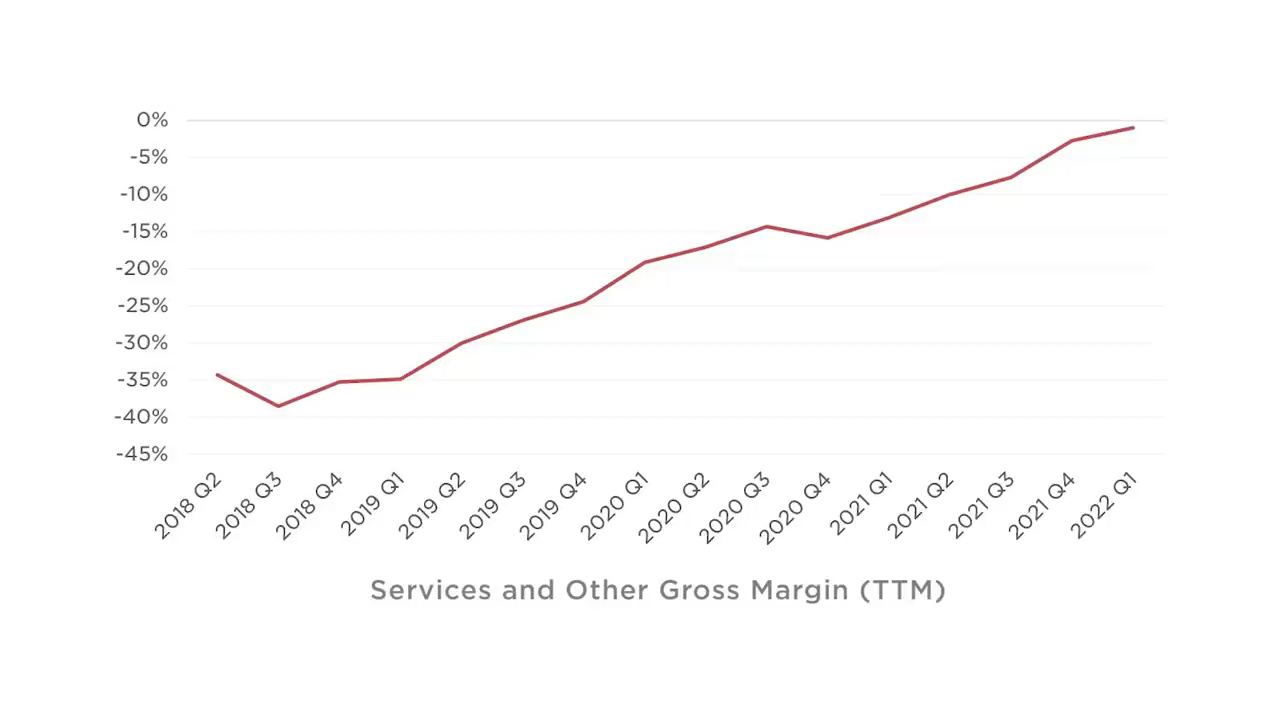 0%
-5%
-10%
-15%
-20%
-25%
-30%
-35%
-40%
-45%
2018 Q2
2018 Q3
2018 Q4
2019 Q1
2019 Q2
2019 Q3
2019 Q4
2020 Q1
2020 Q2
2020 Q3
2020 Q4
2021 Q1
2021 Q2
2021 Q3
2021 Q4
2022 Q1
Services and Other Gross Margin (TTM)